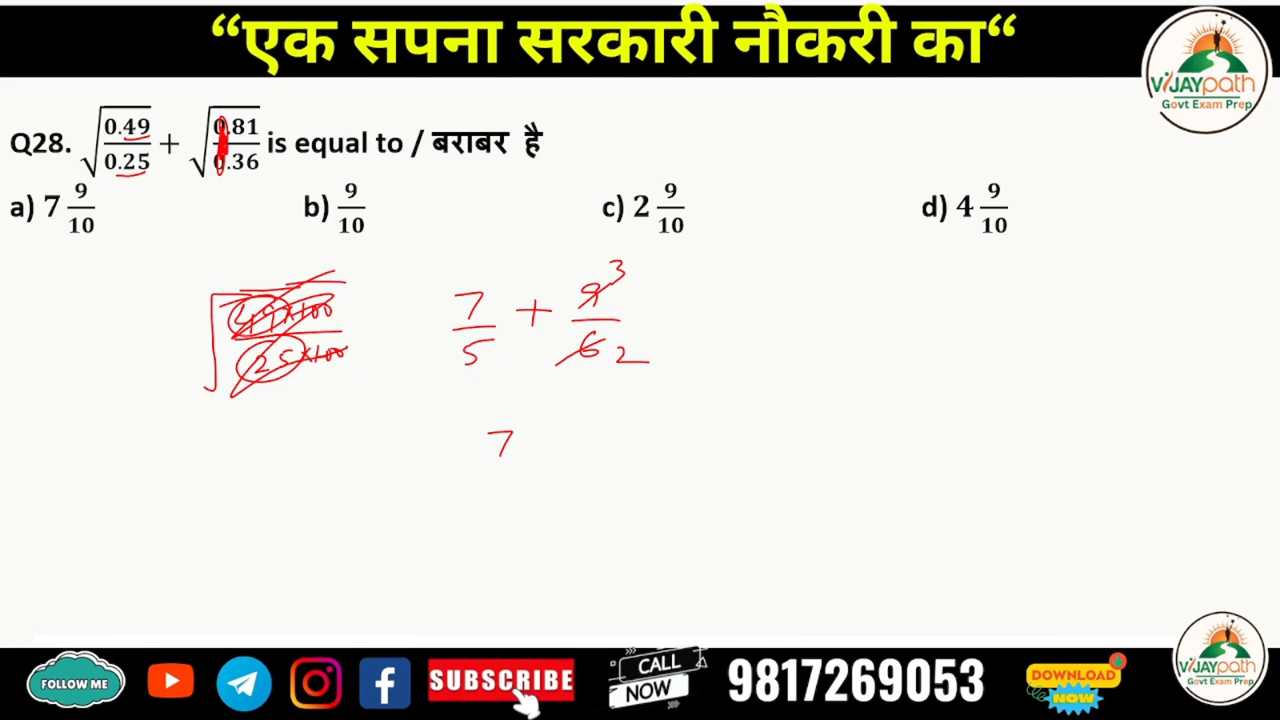 “एक सपना सरकारी नौकरी का“
VIJAYpath
Govt Exam Prep
Q28. √(0.49/0.25) + √(0.81/0.36) is equal to / बराबर है
a) 7 9/10 b) 9/10 c) 2 9/10 d) 4 9/10
7/5 + 9/6 3 2
7
VIJAYpath
Govt Exam Prep
FOLLOW ME SUBSCRIBE CALL NOW 9817269053 DOWNLOAD NOW